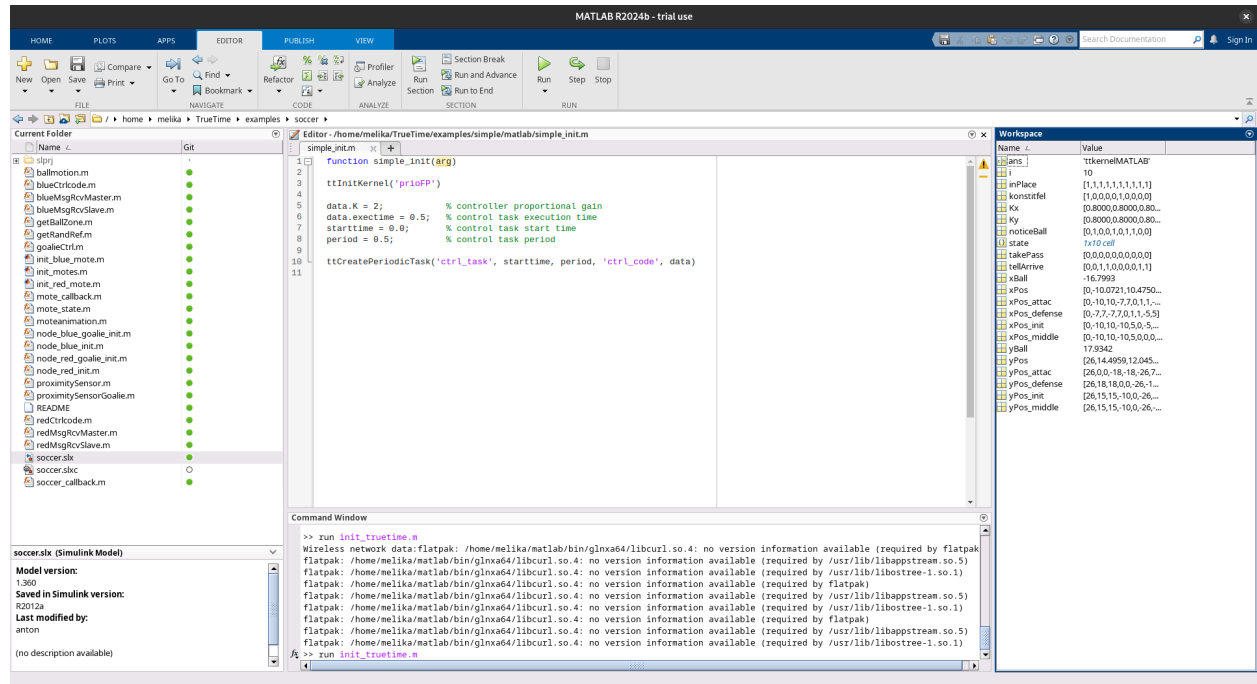 MATLAB R2024b - trial use
HOME PLOTS APPS EDITOR PUBLISH VIEW
Search Documentation
Sign In
New Open Save
Compare
Print
FILE
Go To
Find
Bookmark
NAVIGATE
Refactor
CODE
Profiler
Analyze
ANALYZE
Run Section
Section Break
Run and Advance
Run to End
SECTION
Run Step Stop
RUN
/ home melika TrueTime examples soccer
Current Folder
Name Git
slprj
ballmotion.m
blueCtrlcode.m
blueMsgRcvMaster.m
blueMsgRcvSlave.m
getBallZone.m
getRandRef.m
goalieCtrl.m
init_blue_mote.m
init_motes.m
init_red_mote.m
mote_callback.m
mote_state.m
moteanimation.m
node_blue_goalie_init.m
node_blue_init.m
node_red_goalie_init.m
node_red_init.m
proximitySensor.m
proximitySensorGoalie.m
README
redCtrlcode.m
redMsgRcvMaster.m
redMsgRcvSlave.m
soccer.slx
soccer.slxc
soccer_callback.m
soccer.slx (Simulink Model)
Model version:
1.360
Saved in Simulink version:
R2012a
Last modified by:
anton
(no description available)
Editor - /home/melika/TrueTime/examples/simple/matlab/simple_init.m
simple_init.m
1 function simple_init(arg)
2
3 ttInitKernel('prioFP')
4
5 data.K = 2; % controller proportional gain
6 data.exectime = 0.5; % control task execution time
7 starttime = 0.0; % control task start time
8 period = 0.5; % control task period
9
10 ttCreatePeriodicTask('ctrl_task', starttime, period, 'ctrl_code', data)
11
Command Window
>> run init_truetime.m
Wireless network data:flatpak: /home/melika/matlab/bin/glnxa64/libcurl.so.4: no version information available (required by flatpak
flatpak: /home/melika/matlab/bin/glnxa64/libcurl.so.4: no version information available (required by /usr/lib/libappstream.so.5)
flatpak: /home/melika/matlab/bin/glnxa64/libcurl.so.4: no version information available (required by /usr/lib/libostree-1.so.1)
flatpak: /home/melika/matlab/bin/glnxa64/libcurl.so.4: no version information available (required by flatpak)
flatpak: /home/melika/matlab/bin/glnxa64/libcurl.so.4: no version information available (required by /usr/lib/libappstream.so.5)
flatpak: /home/melika/matlab/bin/glnxa64/libcurl.so.4: no version information available (required by /usr/lib/libostree-1.so.1)
flatpak: /home/melika/matlab/bin/glnxa64/libcurl.so.4: no version information available (required by flatpak)
flatpak: /home/melika/matlab/bin/glnxa64/libcurl.so.4: no version information available (required by /usr/lib/libappstream.so.5)
flatpak: /home/melika/matlab/bin/glnxa64/libcurl.so.4: no version information available (required by /usr/lib/libostree-1.so.1)
fx >> run init_truetime.m
Workspace
Name Value
ans 'ttkernelMATLAB'
i 10
inPlace [1,1,1,1,1,1,1,1,1,1]
konstitfel [1,0,0,0,0,1,0,0,0,0]
Kx [0.8000,0.8000,0.80...
Ky [0.8000,0.8000,0.80...
noticeBall [0,1,0,0,1,0,1,1,0,0]
state 1x10 cell
takePass [0,0,0,0,0,0,0,0,0,0]
tellArrive [0,0,1,1,0,0,0,0,1,1]
xBall -16.7993
xPos [0,-10.0721,10.4750...
xPos_attac [0,-10,10,-7,7,0,1,1,-...
xPos_defense [0,-7,7,-7,7,0,1,1,-5,5]
xPos_init [0,-10,10,-10,5,0,-5,...
xPos_middle [0,-10,10,-10,5,0,0,0,...
yBall 17.9342
yPos [26,14.4959,12.045...
yPos_attac [26,0,0,-18,-18,-26,7...
yPos_defense [26,18,18,0,0,-26,-1...
yPos_init [26,15,15,-10,0,-26,...
yPos_middle [26,15,15,-10,0,-26,-...